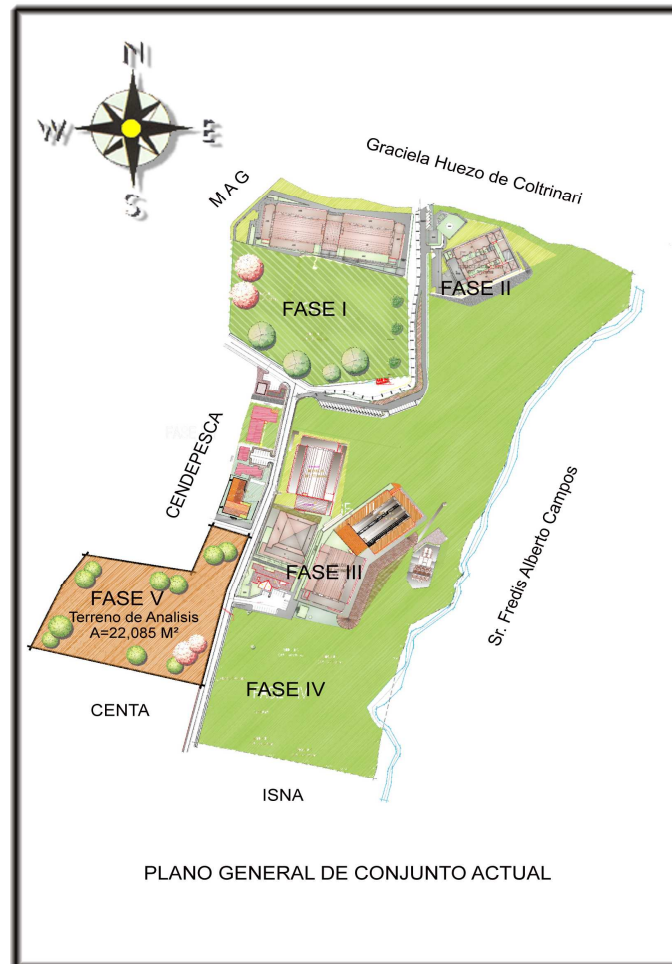 N
W
E
S
MAG
Graciela Huezo de Coltrinari
FASE II
FASE I
CENDEPESCA
Sr. Fredis Alberto Campos
FASE III
FASE V
Terreno de Analisis
A=22,085 M²
FASE IV
CENTA
ISNA
PLANO GENERAL DE CONJUNTO ACTUAL